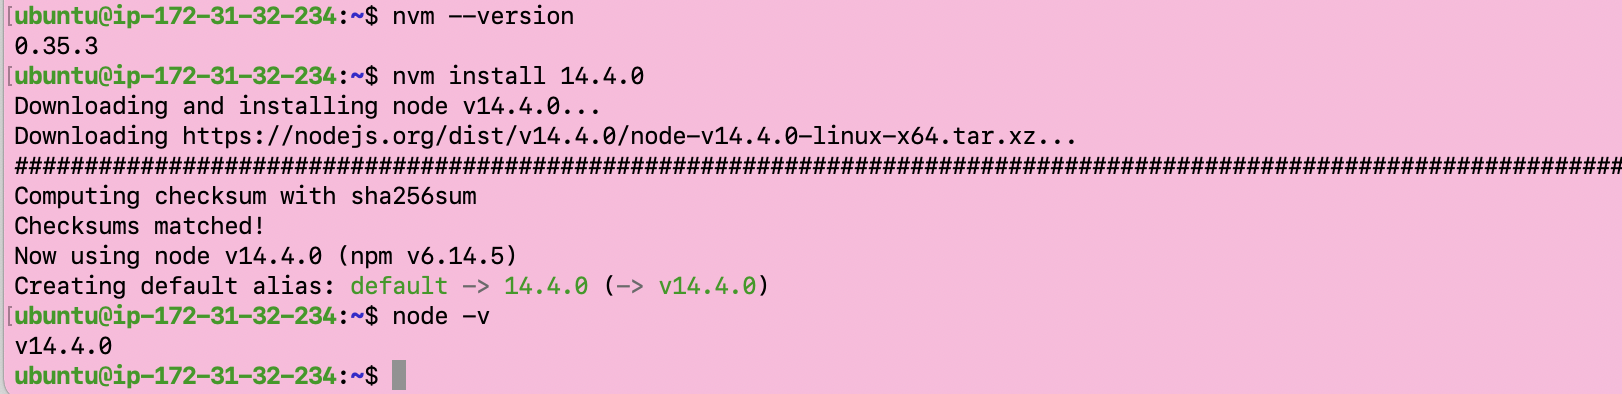 [ubuntu@ip-172-31-32-234:~$ nvm --version
0.35.3
[ubuntu@ip-172-31-32-234:~$ nvm install 14.4.0
Downloading and installing node v14.4.0...
Downloading https://nodejs.org/dist/v14.4.0/node-v14.4.0-linux-x64.tar.xz...
###################################################################################################################
Computing checksum with sha256sum
Checksums matched!
Now using node v14.4.0 (npm v6.14.5)
Creating default alias: default -> 14.4.0 (-> v14.4.0)
[ubuntu@ip-172-31-32-234:~$ node -v
v14.4.0
ubuntu@ip-172-31-32-234:~$